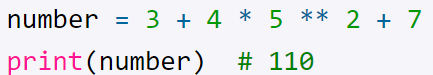 number = 3 + 4 * 5 ** 2 + 7
print(number)  # 110